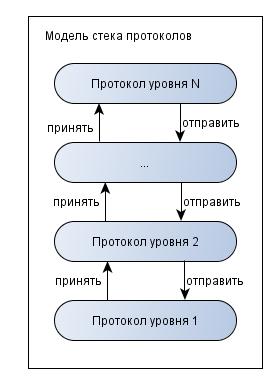 Модель стека протоколов
Протокол уровня N
принять
отправить
...
принять
отправить
Протокол уровня 2
принять
отправить
Протокол уровня 1